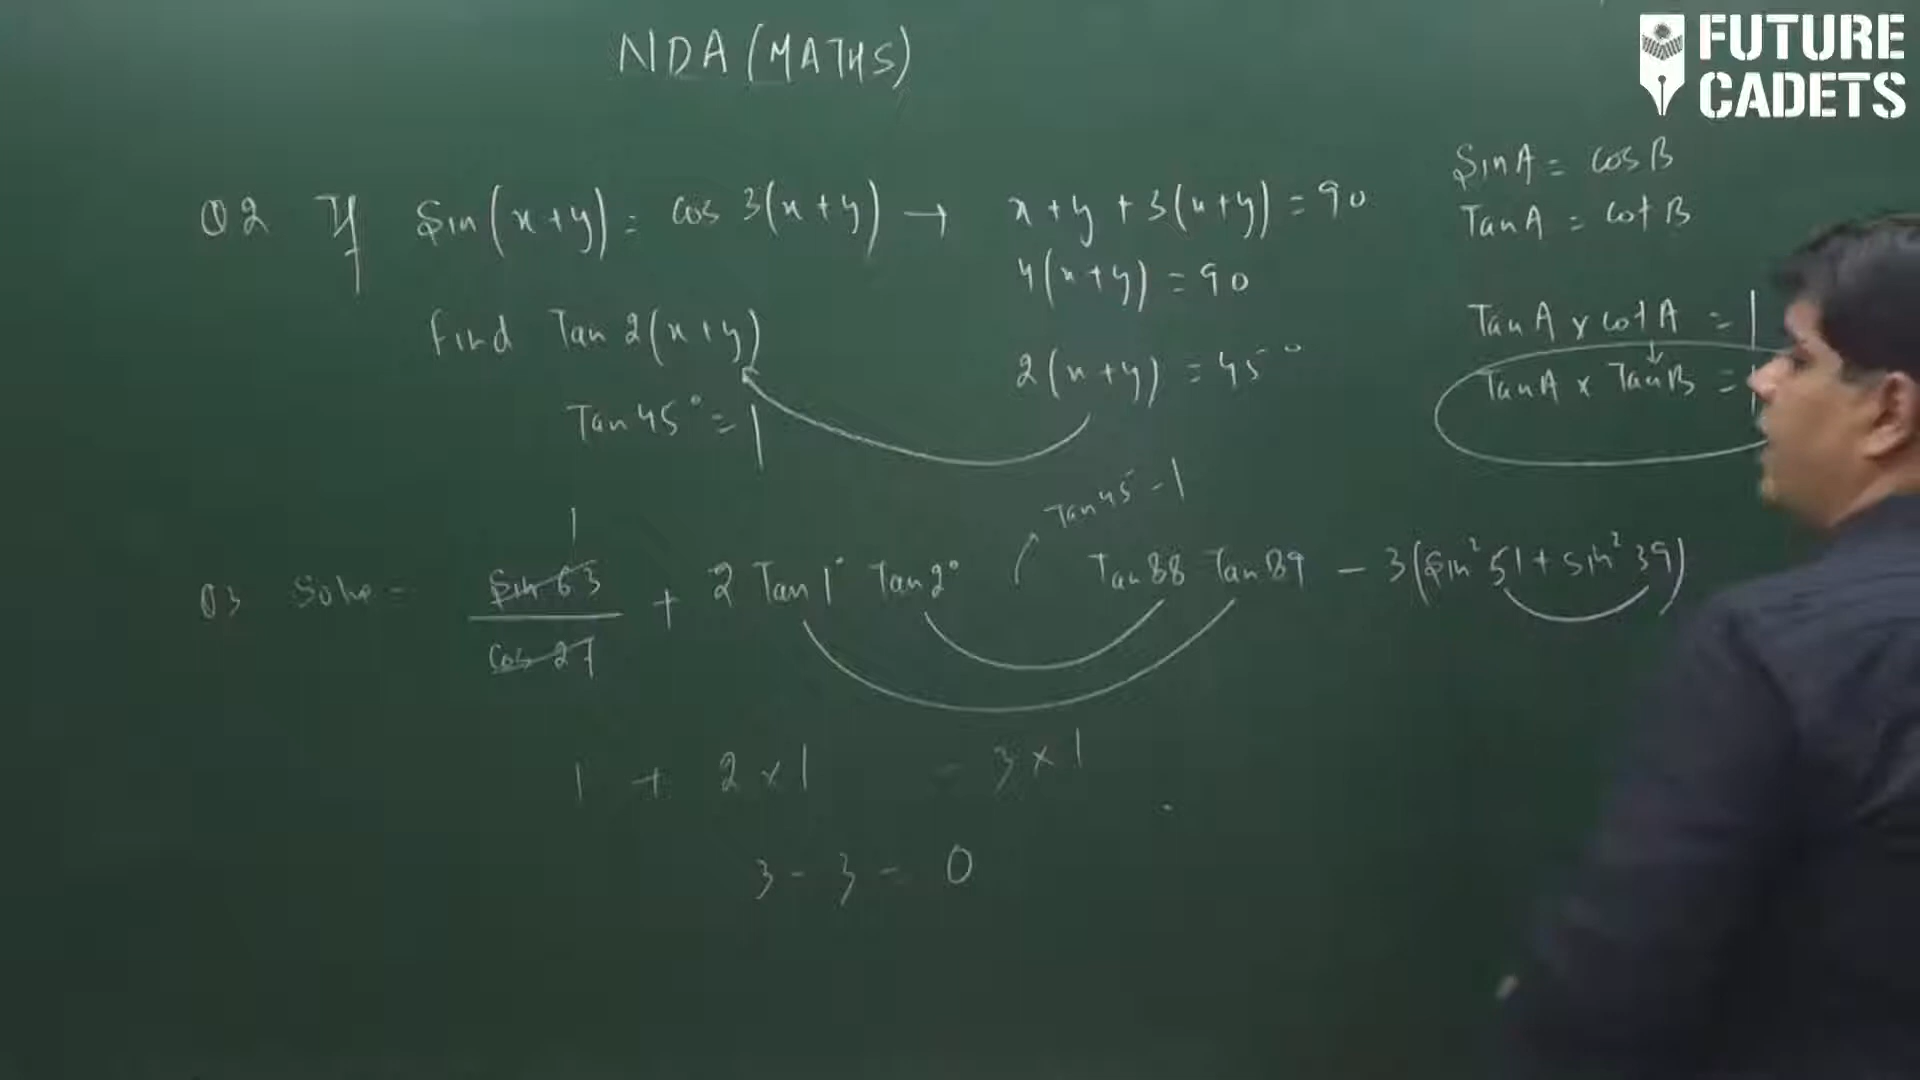 NDA (MATHS)
FUTURE
CADETS
Sin A = cos B
Tan A = cot B
Tan A x cot A = 1
Tan A x Tan B =
Q2 If Sin (x+y) = cos 3(x+y) → x+y+3(x+y) = 90
4(x+y) = 90
find Tan 2(x+y)
2(x+y) = 45°
Tan 45° = 1
Tan 45 - 1
1
Q3 Solve = Sin 63 / Cos 27 + 2 Tan 1° Tan 2° Tan 88 Tan 89 - 3(Sin² 51 + Sin² 39)
1 + 2 x 1 - 3 x 1
3 - 3 - 0